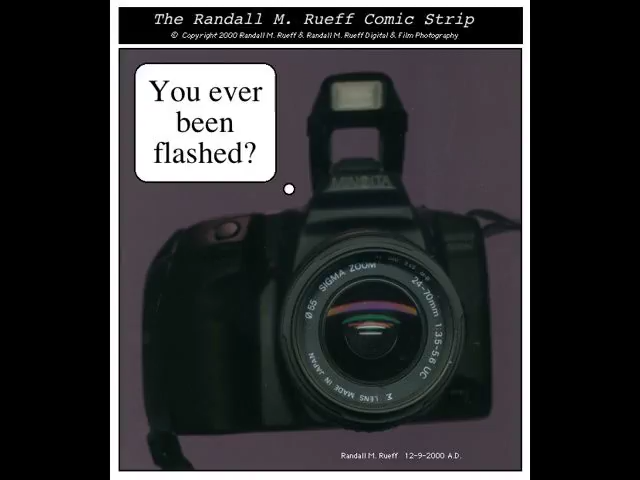 The Randall M. Rueff Comic Strip
© Copyright 2000 Randall M. Rueff & Randall M. Rueff Digital & Film Photography
You ever
been
flashed?
MINOLTA
Ø55 SIGMA ZOOM 24-70mm 1:3.5-5.6 UC
Σ LENS MADE IN JAPAN
Randall M. Rueff 12-9-2000 A.D.